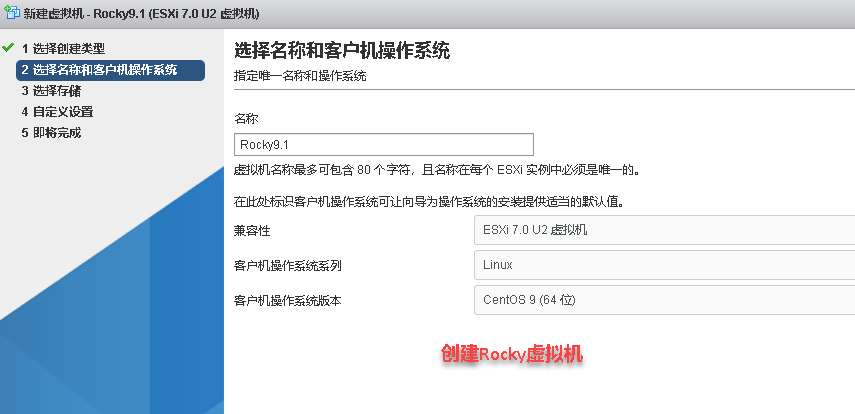 新建虚拟机 - Rocky9.1 (ESXi 7.0 U2 虚拟机)
1 选择创建类型
2 选择名称和客户机操作系统
3 选择存储
4 自定义设置
5 即将完成
选择名称和客户机操作系统
指定唯一名称和操作系统
名称
Rocky9.1
虚拟机名称最多可包含 80 个字符，且名称在每个 ESXi 实例中必须是唯一的。
在此处标识客户机操作系统可让向导为操作系统的安装提供适当的默认值。
兼容性 ESXi 7.0 U2 虚拟机
客户机操作系统系列 Linux
客户机操作系统版本 CentOS 9 (64 位)
创建Rocky虚拟机